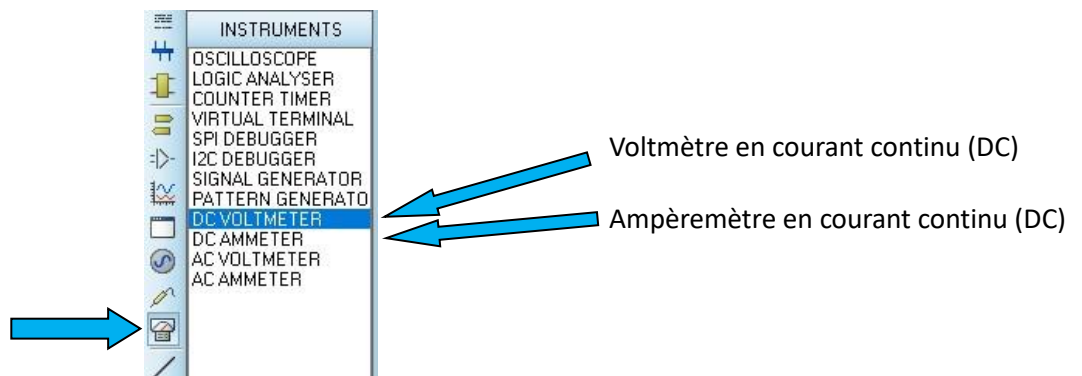 INSTRUMENTS
OSCILLOSCOPE
LOGIC ANALYSER
COUNTER TIMER
VIRTUAL TERMINAL
SPI DEBUGGER
I2C DEBUGGER
SIGNAL GENERATOR
PATTERN GENERATO
DC VOLTMETER
DC AMMETER
AC VOLTMETER
AC AMMETER
Voltmètre en courant continu (DC)
Ampèremètre en courant continu (DC)